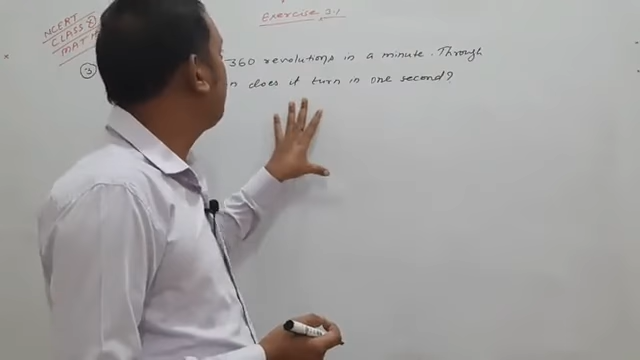 Exercise 3.1
NCERT
CLASS
MATH
③ 360 revolutions in a minute. Through
does it turn in one second?